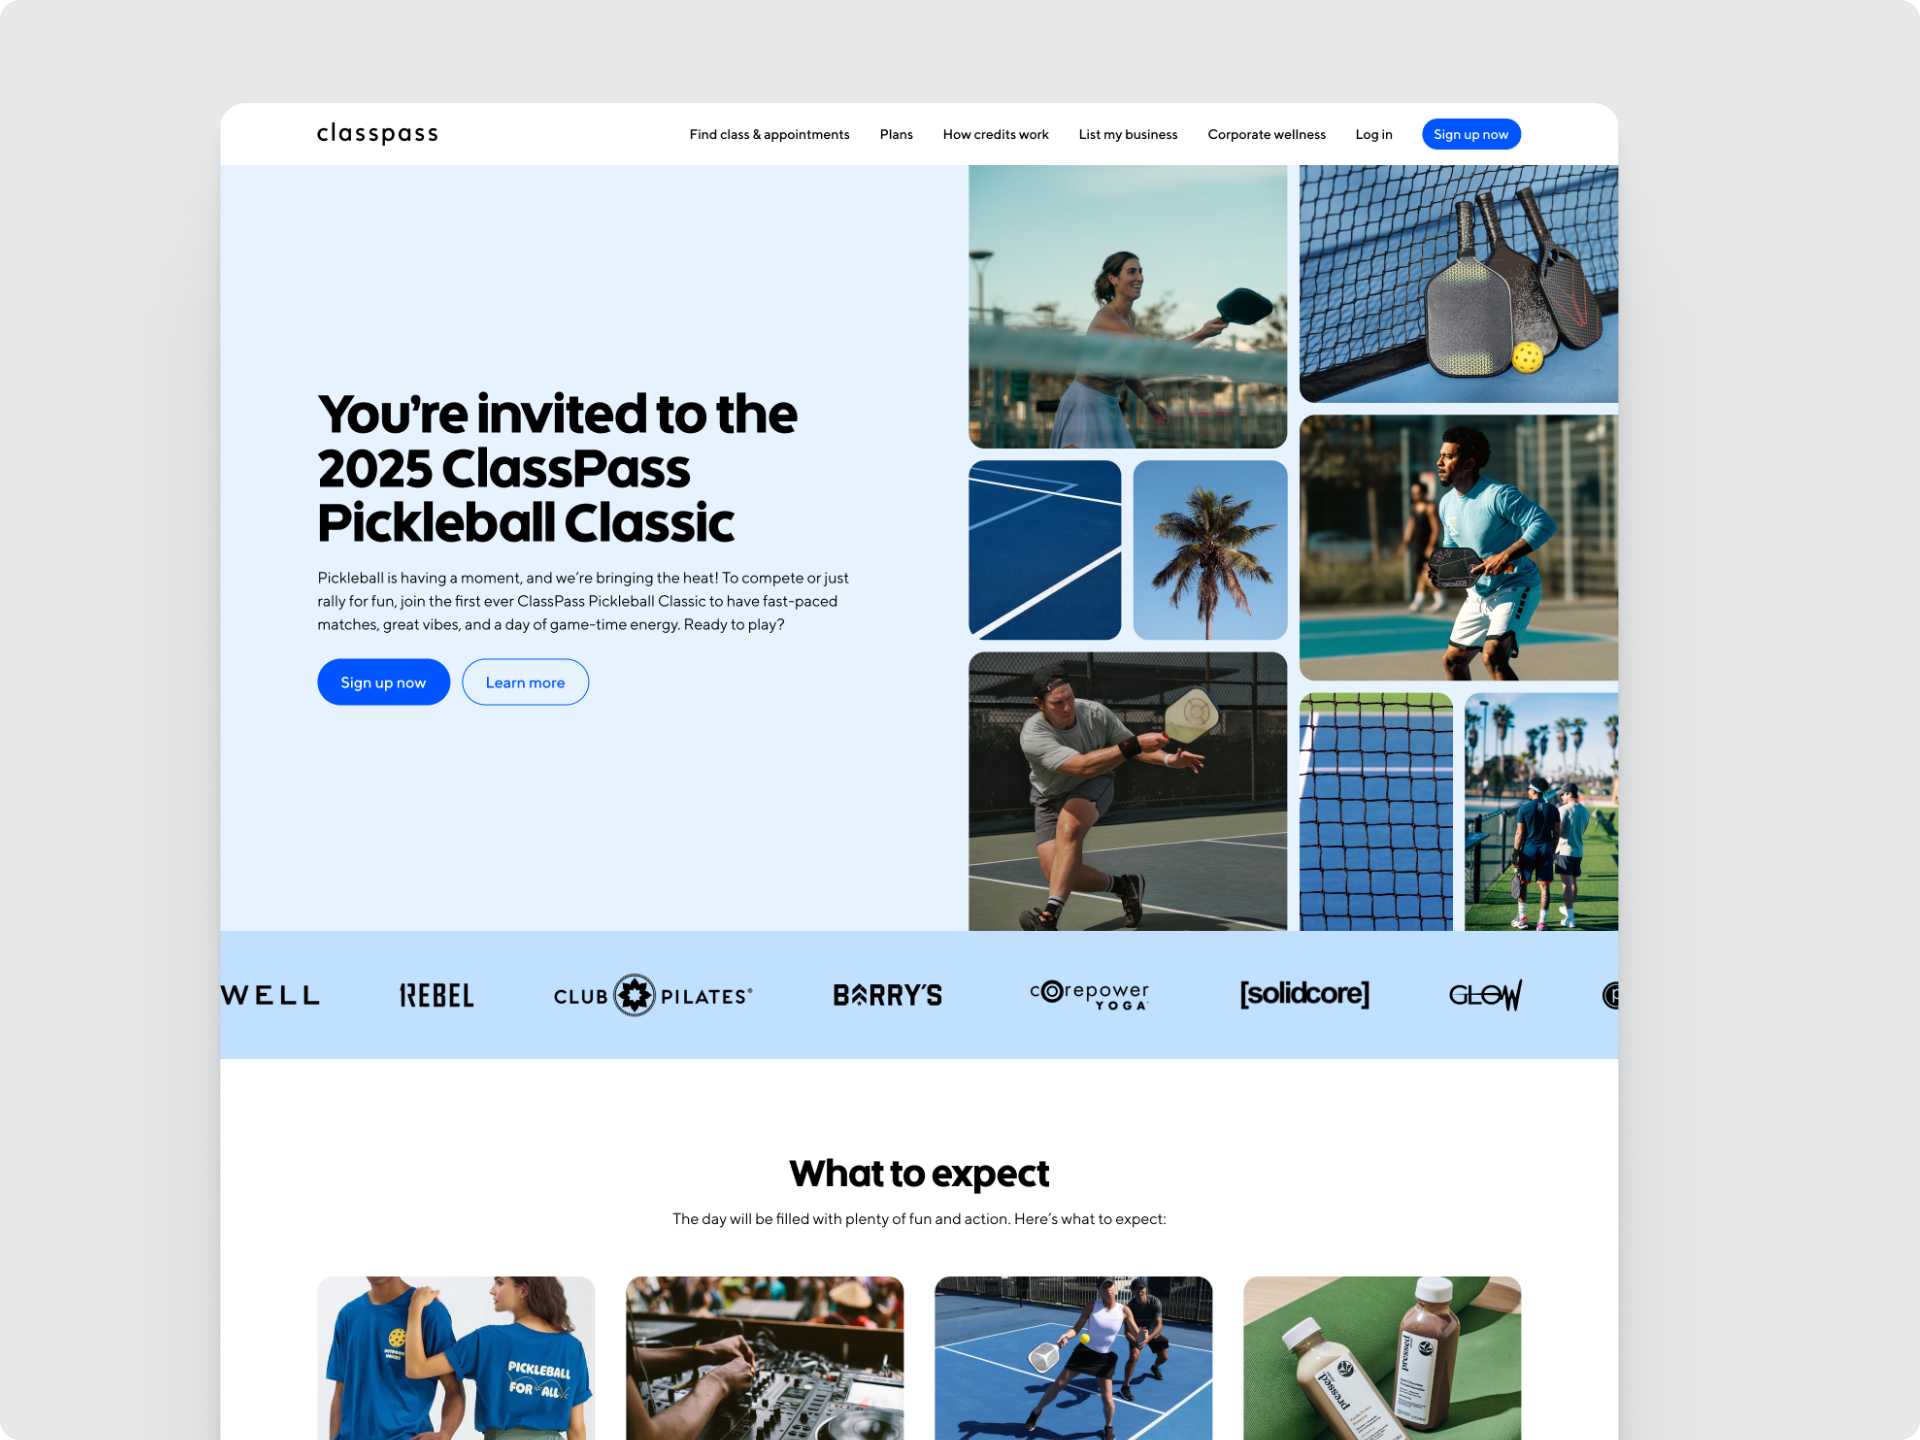 classpass
Find class & appointments
Plans
How credits work
List my business
Corporate wellness
Log in
Sign up now
You're invited to the
2025 ClassPass
Pickleball Classic
Pickleball is having a moment, and we're bringing the heat! To compete or just
rally for fun, join the first ever ClassPass Pickleball Classic to have fast-paced
matches, great vibes, and a day of game-time energy. Ready to play?
Sign up now
Learn more
WELL
REBEL
CLUB PILATES
BARRY'S
corepower
YOGA
[solidcore]
GLOW
What to expect
The day will be filled with plenty of fun and action. Here's what to expect:
OUTDOOR
VOICES
PICKLEBALL
FOR ALL
pressed
pressed